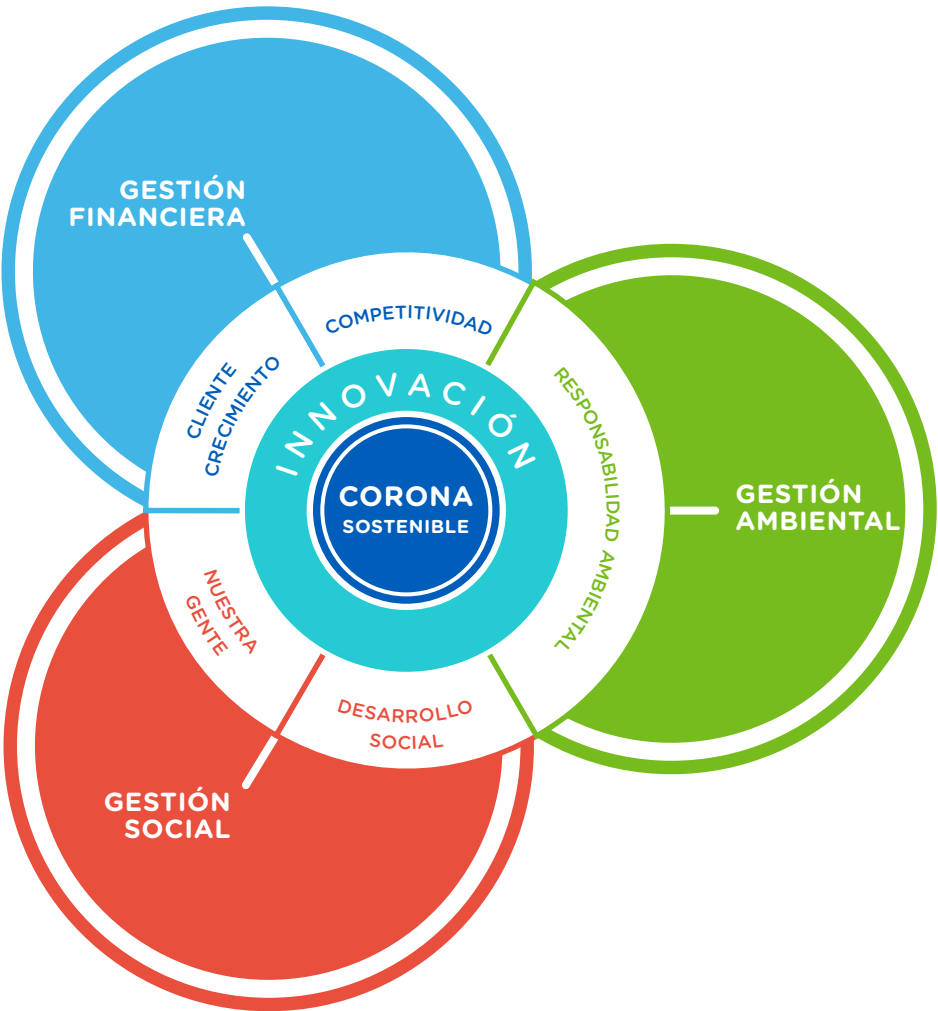 GESTIÓN
FINANCIERA
COMPETITIVIDAD
CLIENTE
CRECIMIENTO
INNOVACIÓN
CORONA
SOSTENIBLE
RESPONSABILIDAD AMBIENTAL
GESTIÓN
AMBIENTAL
NUESTRA
GENTE
DESARROLLO
SOCIAL
GESTIÓN
SOCIAL